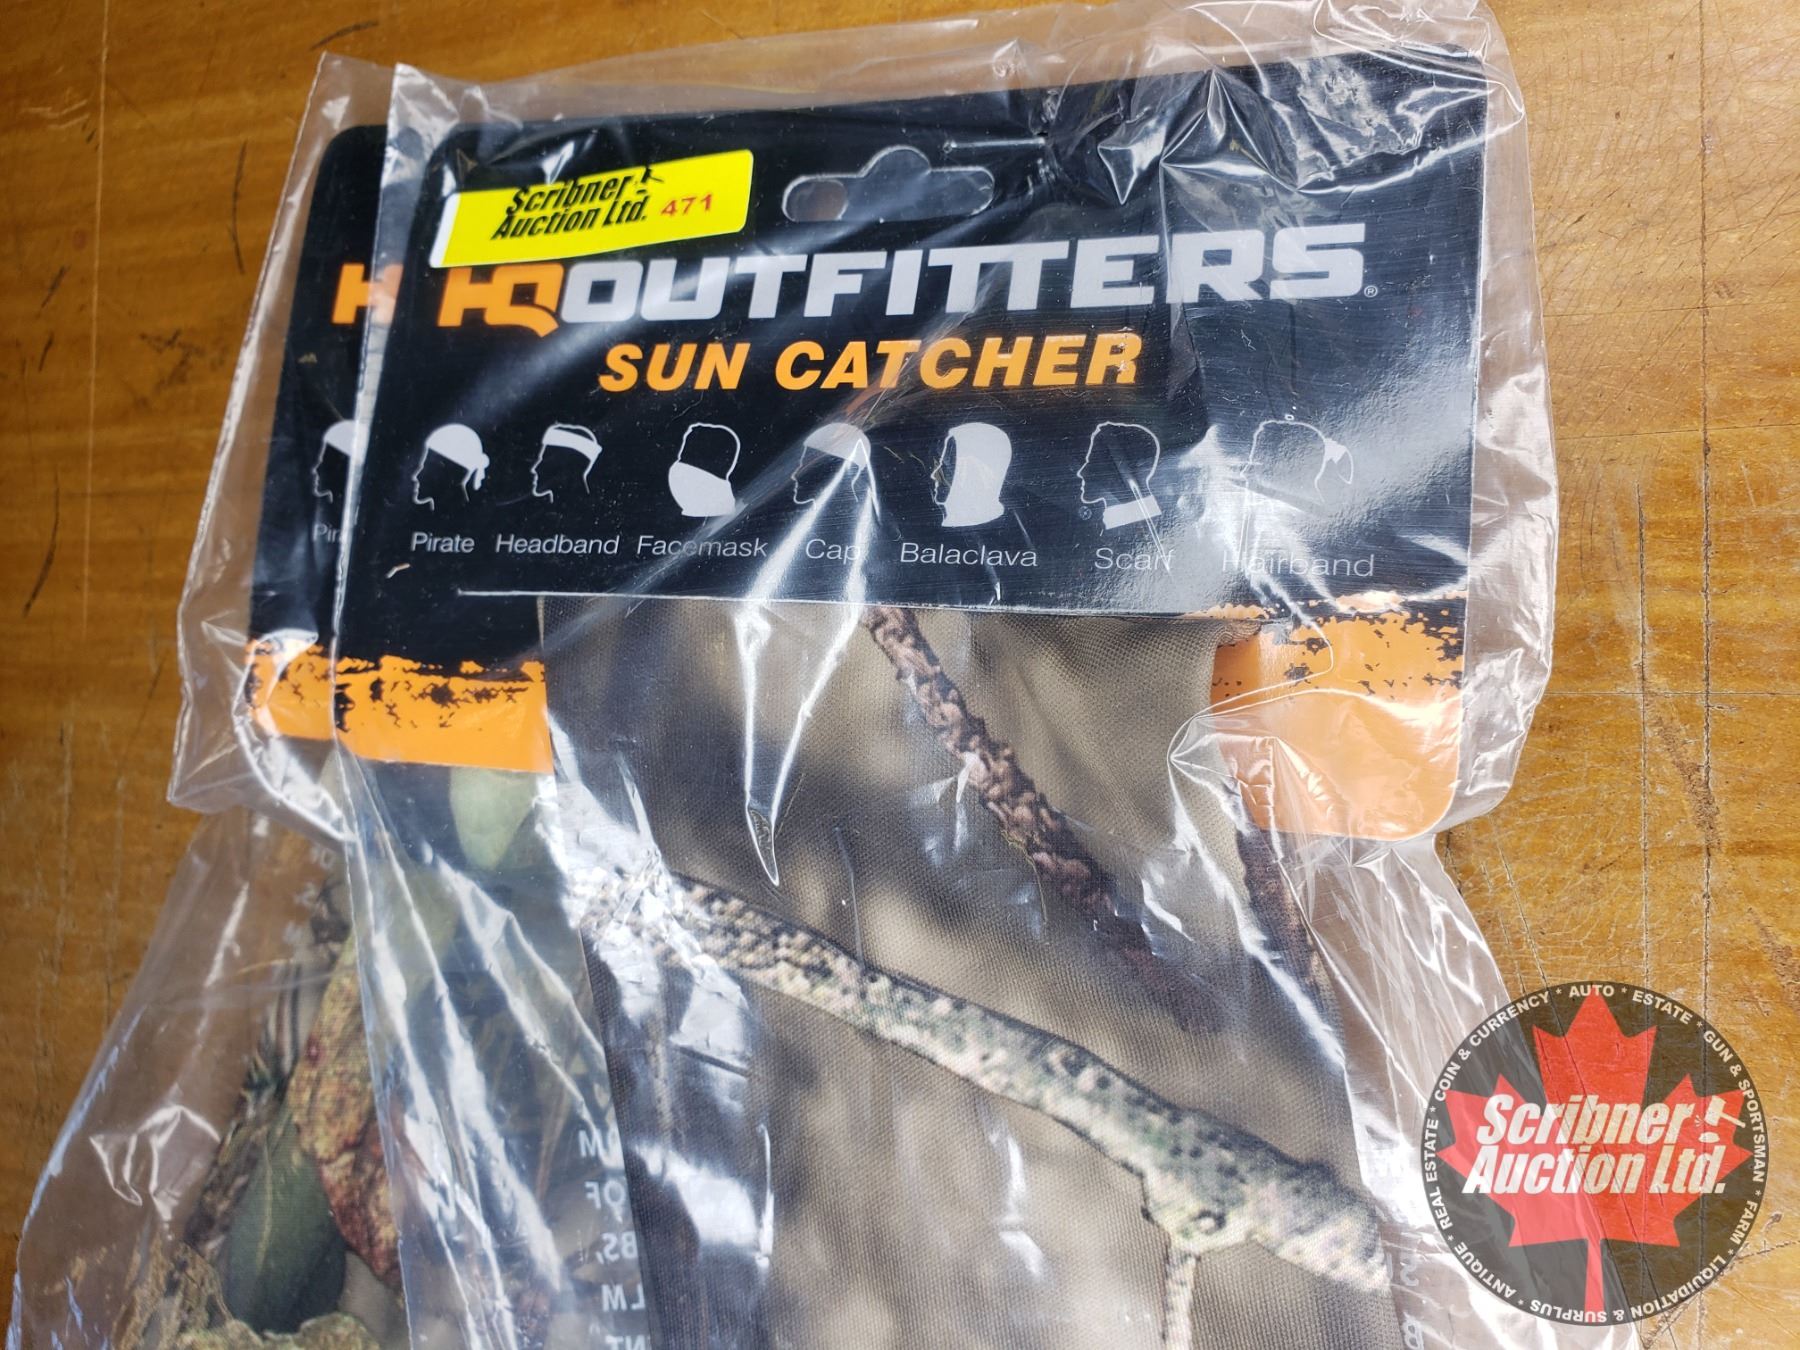 Scribner
Auction Ltd. 471
H
HQ OUTFITTERS®
SUN CATCHER
Pirate Headband Facemask Cap Balaclava Scarf Hairband
Scribner
Auction Ltd.
COIN & CURRENCY * AUTO * ESTATE * GUN & SPORTSMAN * FARM * LIQUIDATION & SURPLUS * ANTIQUE * REAL ESTATE *